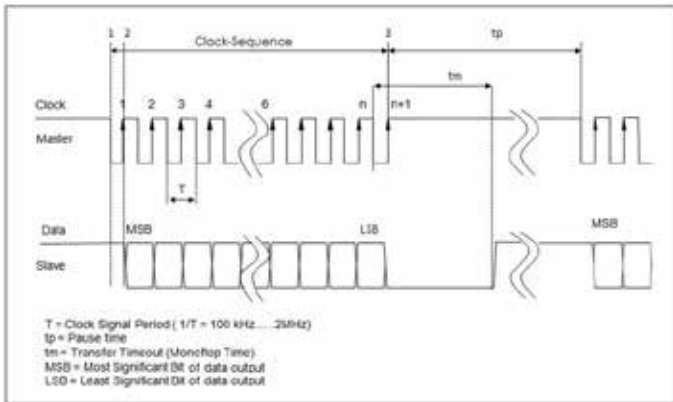 1 2 3
Clock-Sequence tp
tm
Clock 1 2 3 4 6 n n+1
Master
T
Data MSB LSB MSB
Slave
T = Clock Signal Period ( 1/T = 100 kHz.....2MHz)
tp = Pause time
tm = Transfer Timeout (Monoflop Time)
MSB = Most Significant Bit of data output
LSB = Least Significant Bit of data output